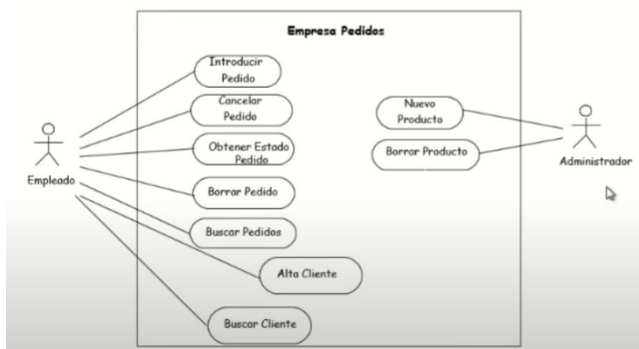 Empresa Pedidos
Introducir
Pedido
Cancelar
Pedido
Obtener Estado
Pedido
Borrar Pedido
Buscar Pedidos
Alta Cliente
Buscar Cliente
Nuevo
Producto
Borrar Producto
Empleado
Administrador